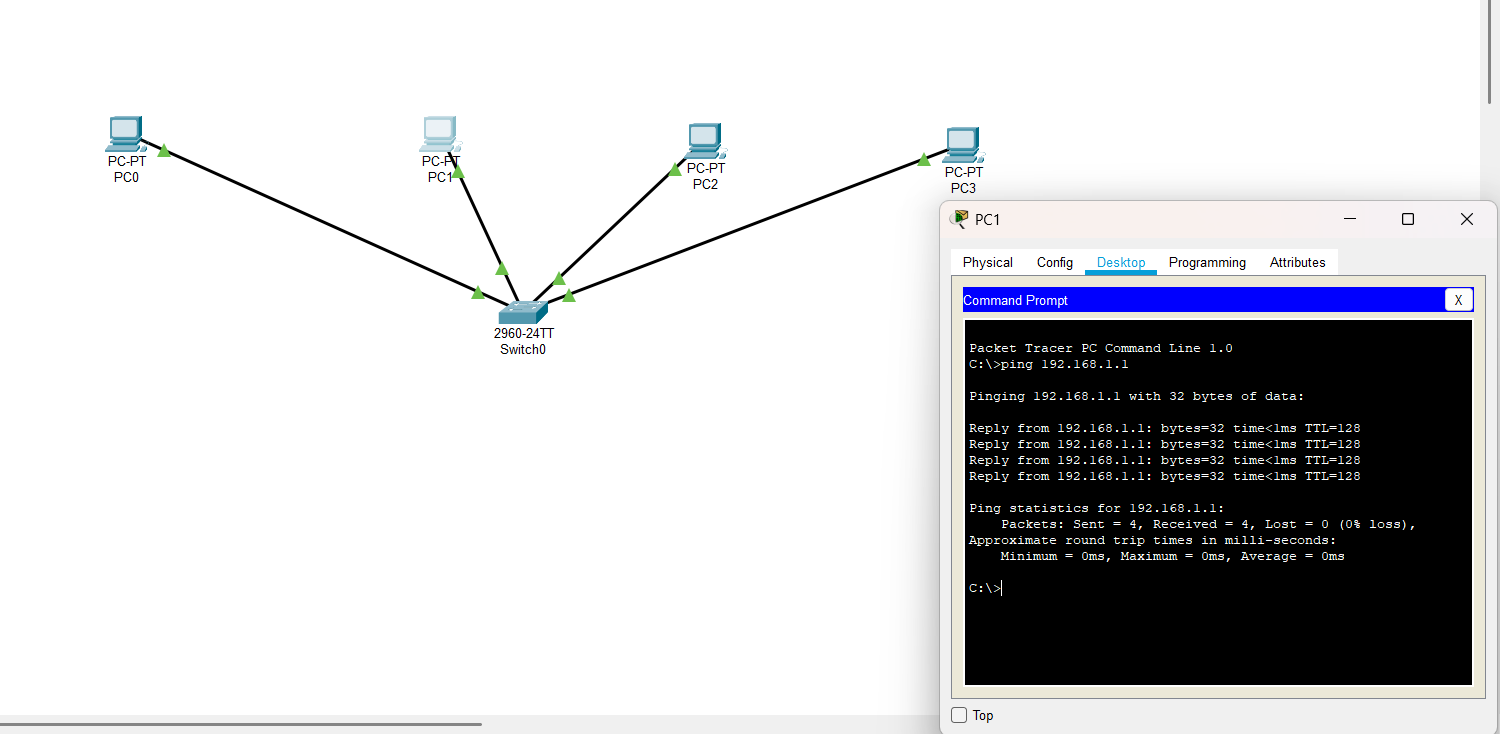 PC-PT
PC0
PC-PT
PC1
PC-PT
PC2
PC-PT
PC3
2960-24TT
Switch0
PC1
Physical Config Desktop Programming Attributes
Command Prompt
X
Packet Tracer PC Command Line 1.0
C:\>ping 192.168.1.1
Pinging 192.168.1.1 with 32 bytes of data:
Reply from 192.168.1.1: bytes=32 time<1ms TTL=128
Reply from 192.168.1.1: bytes=32 time<1ms TTL=128
Reply from 192.168.1.1: bytes=32 time<1ms TTL=128
Reply from 192.168.1.1: bytes=32 time<1ms TTL=128
Ping statistics for 192.168.1.1:
Packets: Sent = 4, Received = 4, Lost = 0 (0% loss),
Approximate round trip times in milli-seconds:
Minimum = 0ms, Maximum = 0ms, Average = 0ms
C:\>
Top